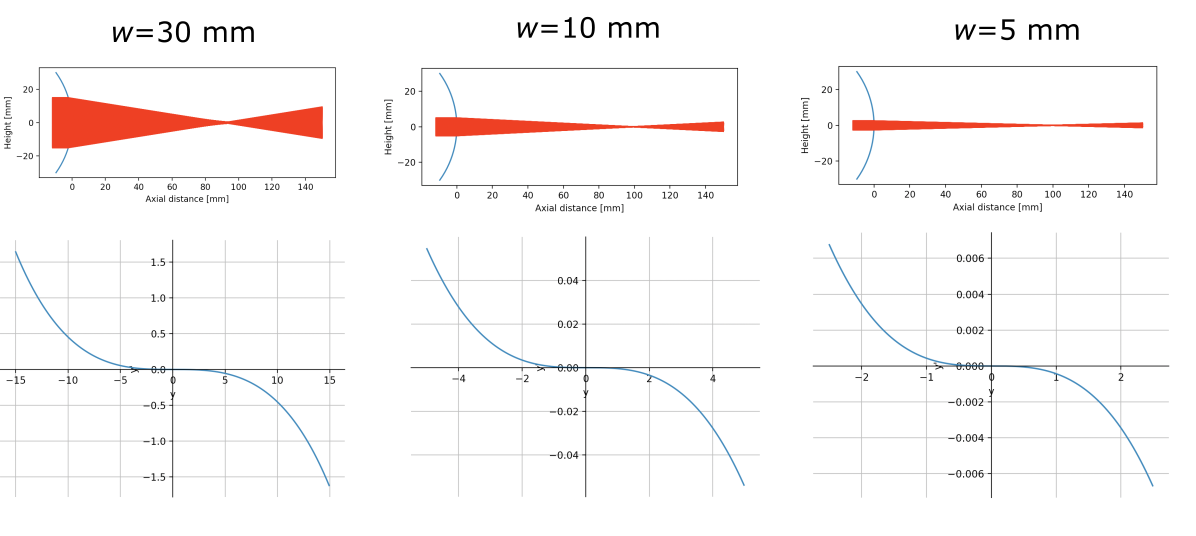 w=30 mm
w=10 mm
w=5 mm
Height [mm]
20
0
−20
0 20 40 60 80 100 120 140
Axial distance [mm]
Height [mm]
20
0
−20
0 20 40 60 80 100 120 140
Axial distance [mm]
Height [mm]
20
0
−20
0 20 40 60 80 100 120 140
Axial distance [mm]
1.5
1.0
0.5
0.0
−0.5
−1.0
−1.5
−15 −10 −5 0 5 10 15
y
0.04
0.02
0.00
−0.02
−0.04
−4 −2 0 2 4
y
0.006
0.004
0.002
0.000
−0.002
−0.004
−0.006
−2 −1 0 1 2
y